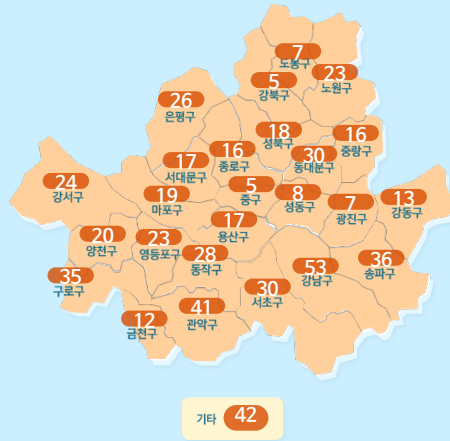 7
도봉구
5
강북구
23
노원구
26
은평구
18
성북구
16
중랑구
16
종로구
30
동대문구
17
서대문구
24
강서구
19
마포구
5
중구
8
성동구
7
광진구
13
강동구
17
용산구
20
양천구
23
영등포구
28
동작구
53
강남구
36
송파구
35
구로구
30
서초구
12
금천구
41
관악구
기타 42